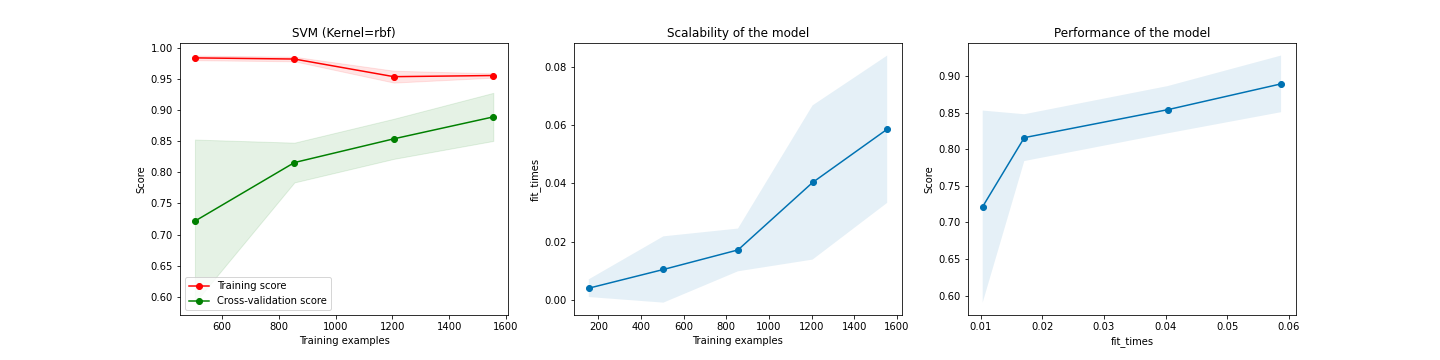 SVM (Kernel=rbf)
1.00
0.95
0.90
0.85
0.80
0.75
0.70
0.65
0.60
Score
Training score
Cross-validation score
600 800 1000 1200 1400 1600
Training examples
Scalability of the model
0.08
0.06
0.04
0.02
0.00
fit_times
200 400 600 800 1000 1200 1400 1600
Training examples
Performance of the model
0.90
0.85
0.80
0.75
0.70
0.65
0.60
Score
0.01 0.02 0.03 0.04 0.05 0.06
fit_times